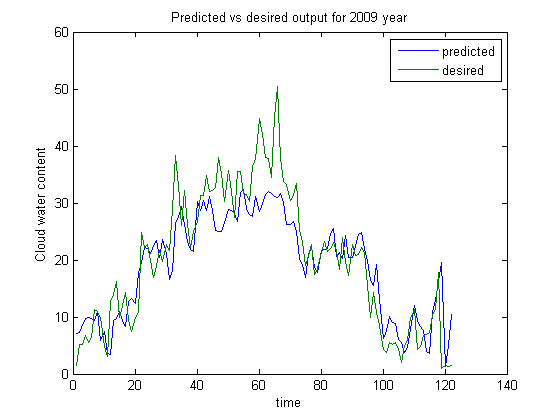 Predicted vs desired output for 2009 year
predicted
desired
60
50
40
30
20
10
0
Cloud water content
0 20 40 60 80 100 120 140
time